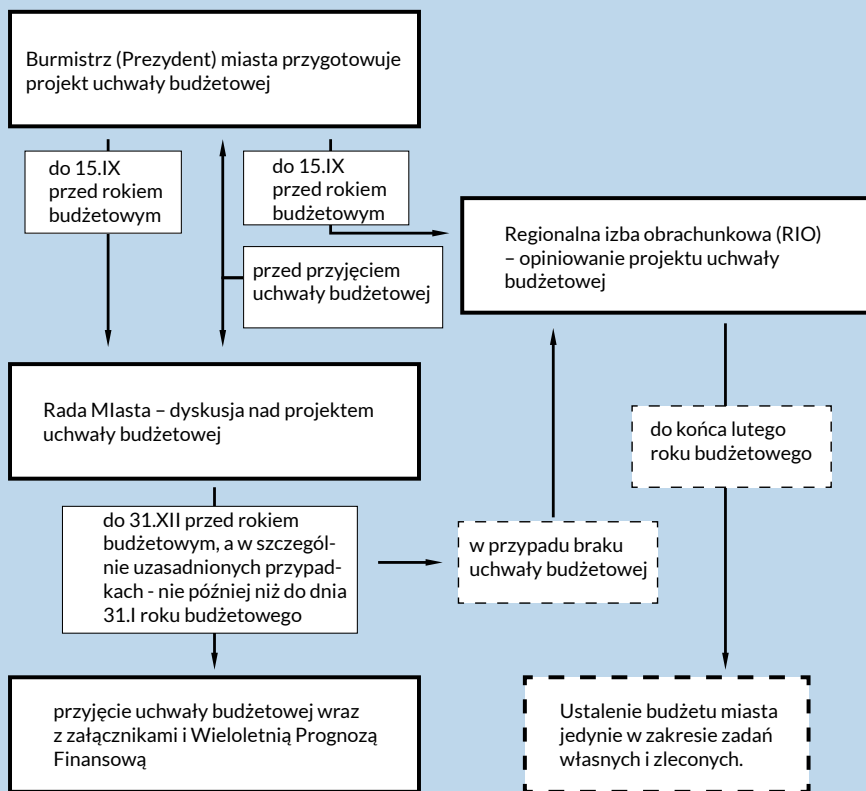 Burmistrz (Prezydent) miasta przygotowuje
projekt uchwały budżetowej
do 15.IX
przed rokiem
budżetowym
do 15.IX
przed rokiem
budżetowym
przed przyjęciem
uchwały budżetowej
Regionalna izba obrachunkowa (RIO)
– opiniowanie projektu uchwały
budżetowej
Rada MIasta – dyskusja nad projektem
uchwały budżetowej
do końca lutego
roku budżetowego
do 31.XII przed rokiem
budżetowym, a w szczegól-
nie uzasadnionych przypad-
kach - nie później niż do dnia
31.I roku budżetowego
w przypadu braku
uchwały budżetowej
przyjęcie uchwały budżetowej wraz
z załącznikami i Wieloletnią Prognozą
Finansową
Ustalenie budżetu miasta
jedynie w zakresie zadań
własnych i zleconych.